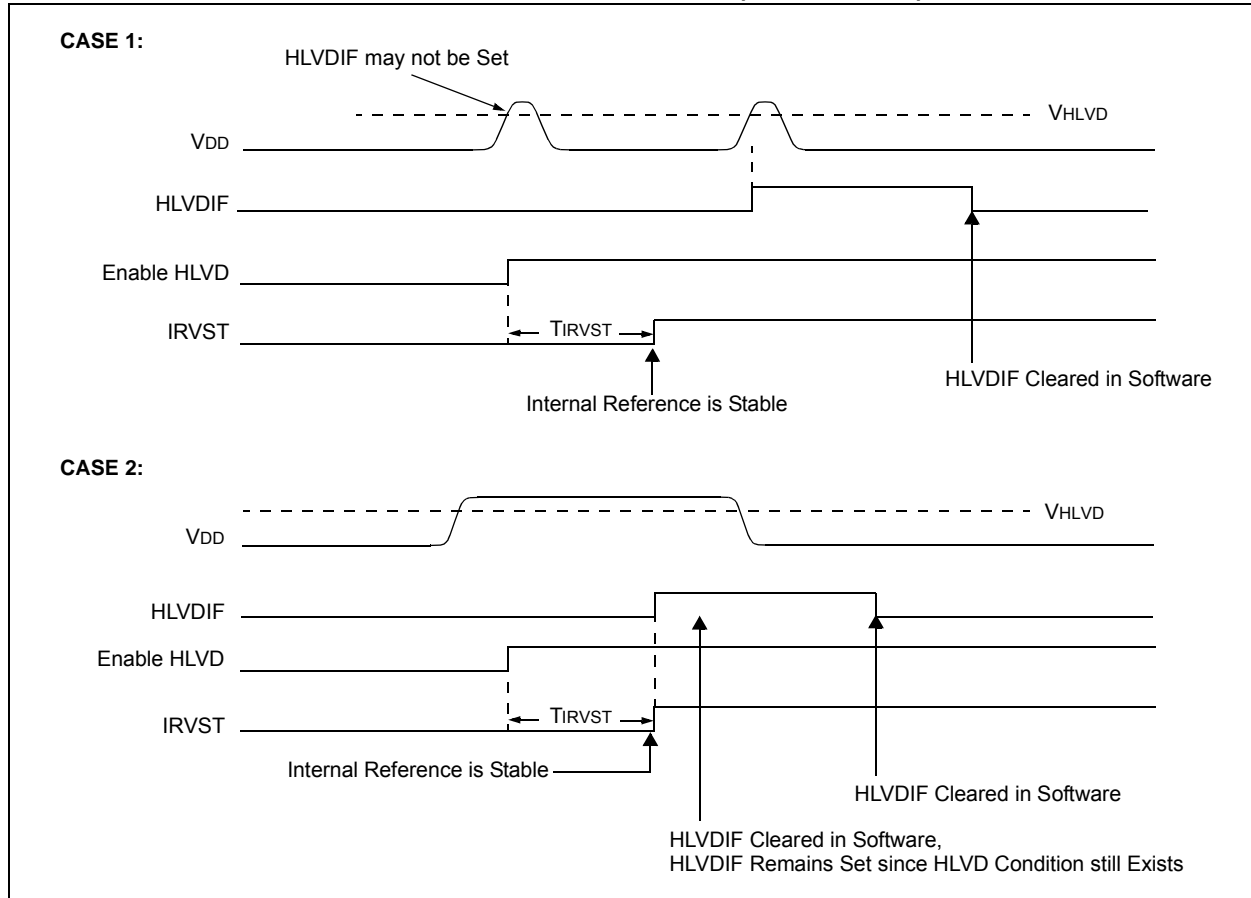 CASE 1:
HLVDIF may not be Set
VHLVD
VDD
HLVDIF
Enable HLVD
TIRVST
IRVST
HLVDIF Cleared in Software
Internal Reference is Stable
CASE 2:
VHLVD
VDD
HLVDIF
Enable HLVD
TIRVST
IRVST
Internal Reference is Stable
HLVDIF Cleared in Software
HLVDIF Cleared in Software,
HLVDIF Remains Set since HLVD Condition still Exists